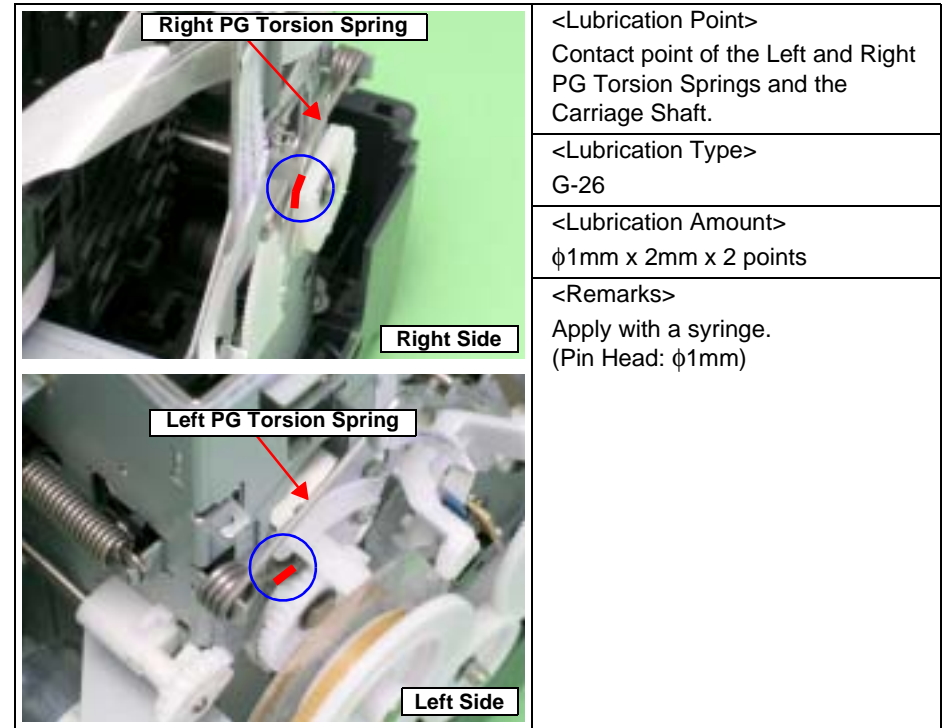 Right PG Torsion Spring
Right Side
Left PG Torsion Spring
Left Side
<Lubrication Point>
Contact point of the Left and Right
PG Torsion Springs and the
Carriage Shaft.
<Lubrication Type>
G-26
<Lubrication Amount>
ϕ1mm x 2mm x 2 points
<Remarks>
Apply with a syringe.
(Pin Head: ϕ1mm)